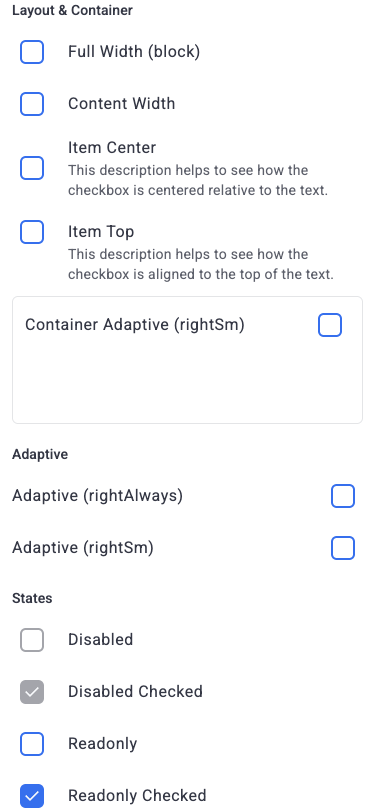 Layout & Container
Full Width (block)
Content Width
Item Center
This description helps to see how the
checkbox is centered relative to the text.
Item Top
This description helps to see how the
checkbox is aligned to the top of the text.
Container Adaptive (rightSm)
Adaptive
Adaptive (rightAlways)
Adaptive (rightSm)
States
Disabled
Disabled Checked
Readonly
Readonly Checked